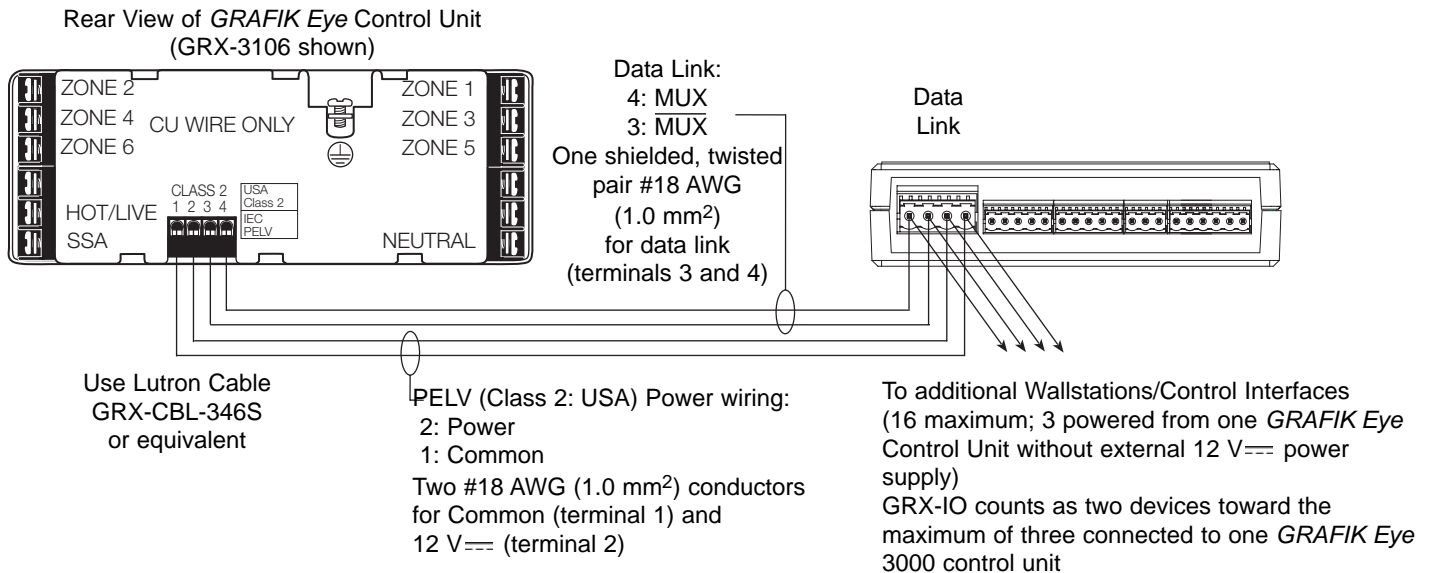 Rear View of GRAFIK Eye Control Unit
(GRX-3106 shown)
ZONE 2
ZONE 4
ZONE 6
CU WIRE ONLY
ZONE 1
ZONE 3
ZONE 5
HOT/LIVE
SSA
CLASS 2
1 2 3 4
USA
Class 2
IEC
PELV
NEUTRAL
Data Link:
4: MUX
3: M̅U̅X̅
One shielded, twisted
pair #18 AWG
(1.0 mm²)
for data link
(terminals 3 and 4)
Data
Link
Use Lutron Cable
GRX-CBL-346S
or equivalent
PELV (Class 2: USA) Power wiring:
2: Power
1: Common
Two #18 AWG (1.0 mm²) conductors
for Common (terminal 1) and
12 V⎓ (terminal 2)
To additional Wallstations/Control Interfaces
(16 maximum; 3 powered from one GRAFIK Eye
Control Unit without external 12 V⎓ power
supply)
GRX-IO counts as two devices toward the
maximum of three connected to one GRAFIK Eye
3000 control unit